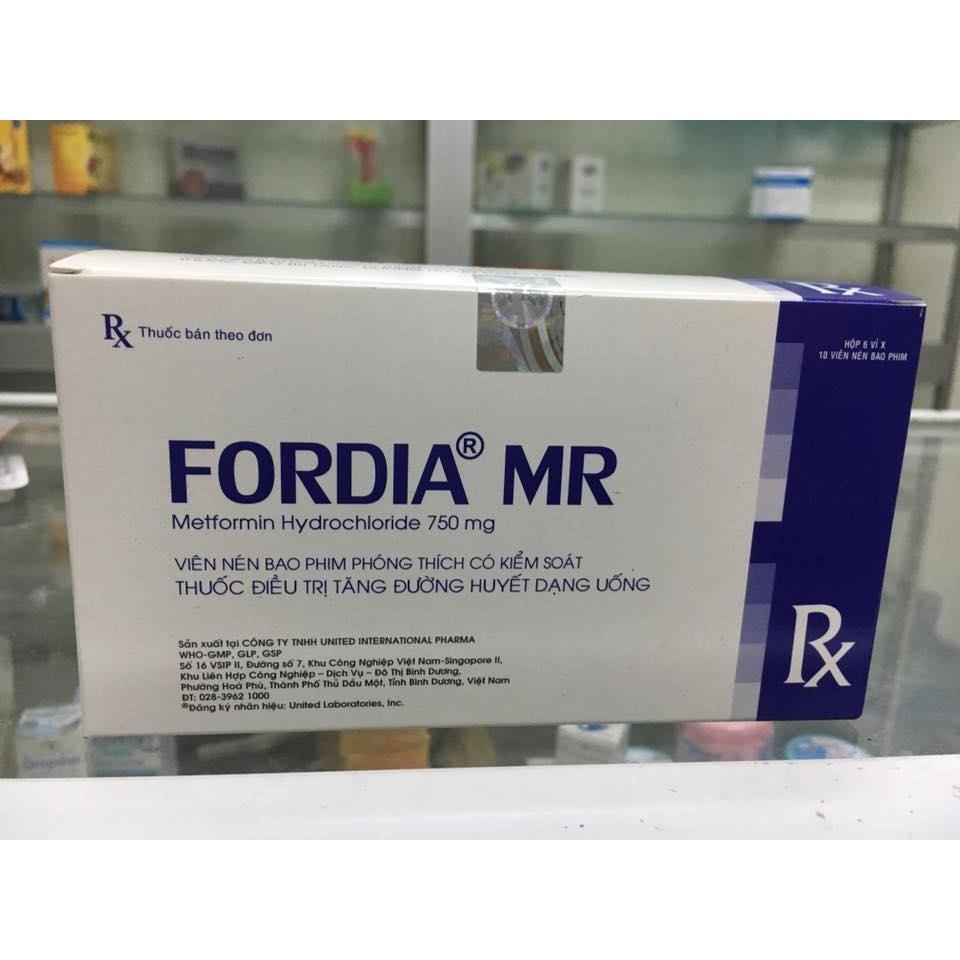 Rx Thuốc bán theo đơn
HỘP 6 VỈ X
10 VIÊN NÉN BAO PHIM
FORDIA® MR
Metformin Hydrochloride 750 mg
VIÊN NÉN BAO PHIM PHÓNG THÍCH CÓ KIỂM SOÁT
THUỐC ĐIỀU TRỊ TĂNG ĐƯỜNG HUYẾT DẠNG UỐNG
Sản xuất tại CÔNG TY TNHH UNITED INTERNATIONAL PHARMA
WHO-GMP, GLP, GSP
Số 16 VSIP II, Đường số 7, Khu Công Nghiệp Việt Nam-Singapore II,
Khu Liên Hợp Công Nghiệp – Dịch Vụ – Đô Thị Bình Dương,
Phường Hoà Phú, Thành Phố Thủ Dầu Một, Tỉnh Bình Dương, Việt Nam
ĐT: 028-3962 1000
®Đăng ký nhãn hiệu: United Laboratories, Inc.
Rx
Rx